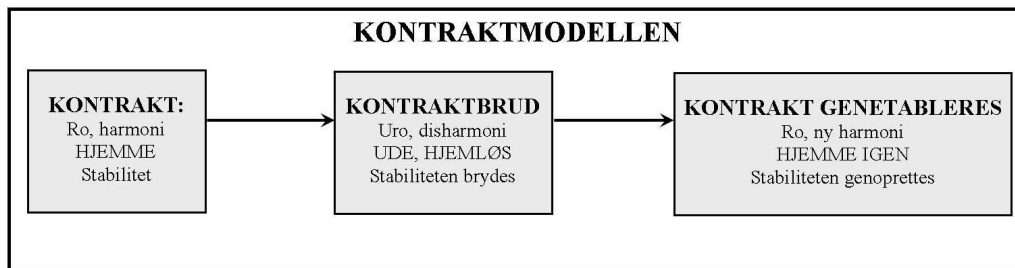 KONTRAKTMODELLEN
KONTRAKT:
Ro, harmoni
HJEMME
Stabilitet
KONTRAKTBRUD
Uro, disharmoni
UDE, HJEMLØS
Stabiliteten brydes
KONTRAKT GENETABLERES
Ro, ny harmoni
HJEMME IGEN
Stabiliteten genoprettes